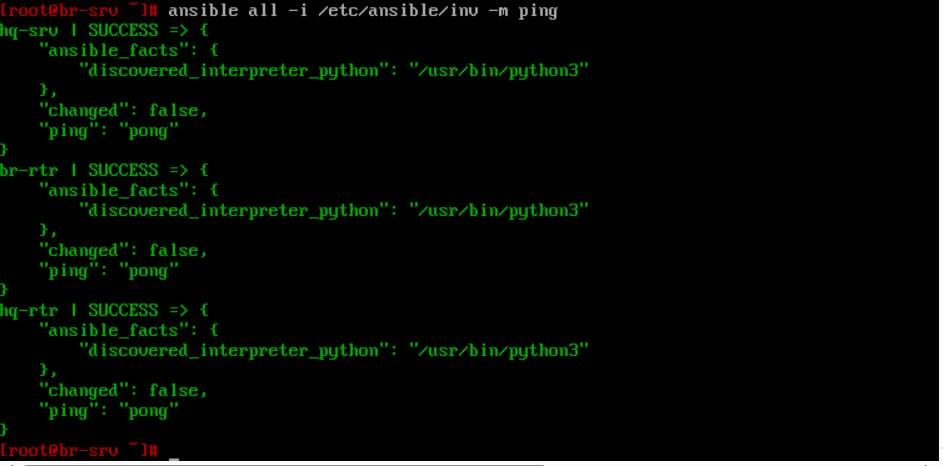 [root@br-srv ~]# ansible all -i /etc/ansible/inv -m ping
hq-srv | SUCCESS => {
    "ansible_facts": {
        "discovered_interpreter_python": "/usr/bin/python3"
    },
    "changed": false,
    "ping": "pong"
}
br-rtr | SUCCESS => {
    "ansible_facts": {
        "discovered_interpreter_python": "/usr/bin/python3"
    },
    "changed": false,
    "ping": "pong"
}
hq-rtr | SUCCESS => {
    "ansible_facts": {
        "discovered_interpreter_python": "/usr/bin/python3"
    },
    "changed": false,
    "ping": "pong"
}
[root@br-srv ~]# _